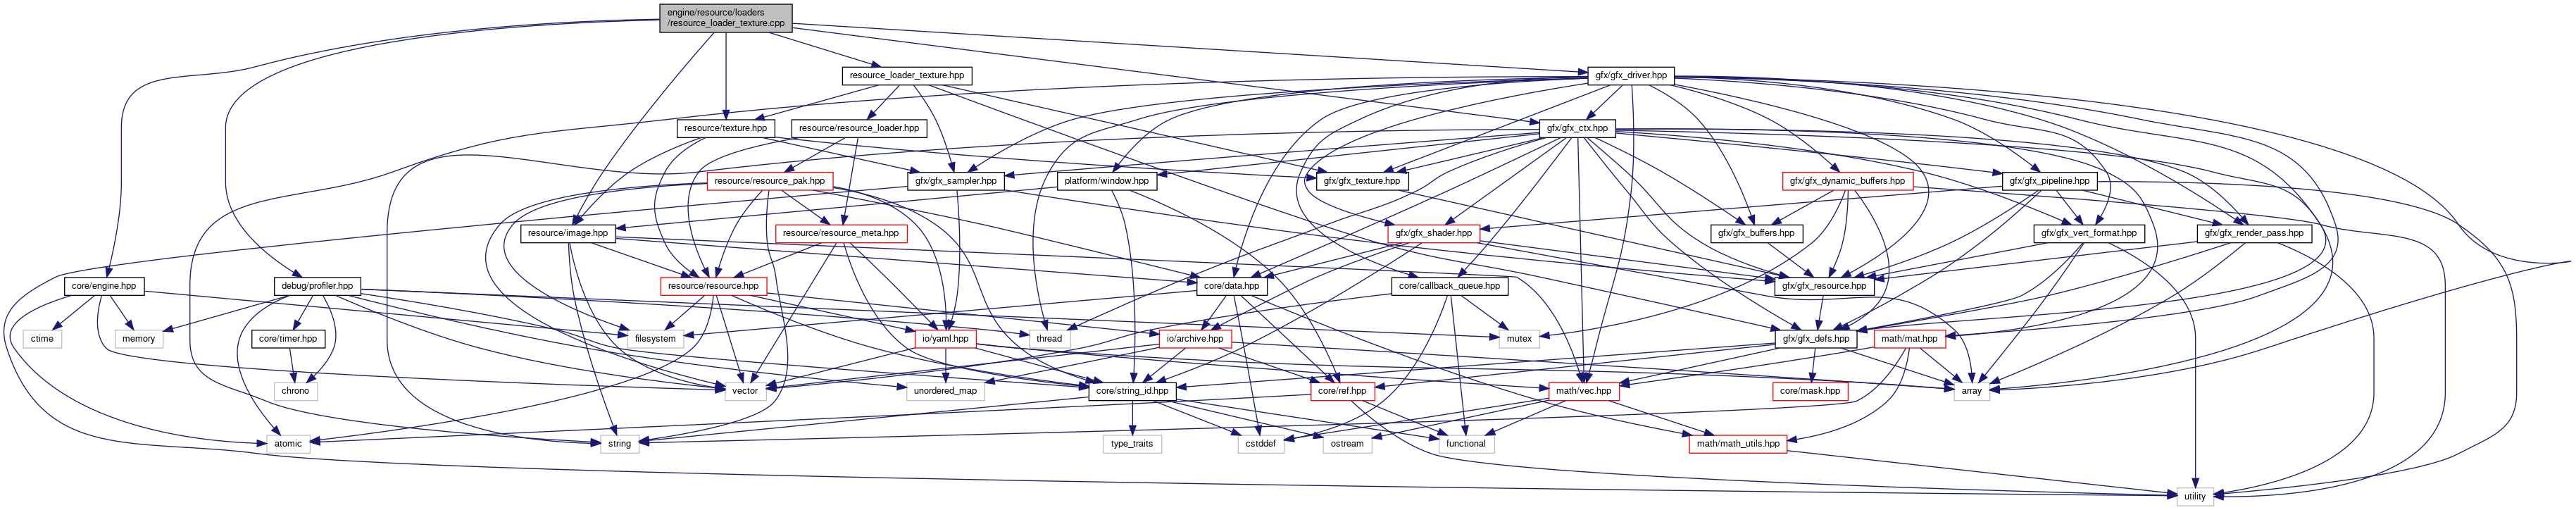 engine/resource/loaders
/resource_loader_texture.cpp
resource_loader_texture.hpp
gfx/gfx_driver.hpp
resource/texture.hpp
resource/resource_loader.hpp
gfx/gfx_ctx.hpp
resource/resource_pak.hpp
gfx/gfx_sampler.hpp
platform/window.hpp
gfx/gfx_texture.hpp
gfx/gfx_dynamic_buffers.hpp
gfx/gfx_pipeline.hpp
resource/image.hpp
resource/resource_meta.hpp
gfx/gfx_shader.hpp
gfx/gfx_buffers.hpp
gfx/gfx_vert_format.hpp
gfx/gfx_render_pass.hpp
core/engine.hpp
debug/profiler.hpp
resource/resource.hpp
core/data.hpp
core/callback_queue.hpp
gfx/gfx_resource.hpp
ctime
memory
core/timer.hpp
filesystem
io/yaml.hpp
thread
io/archive.hpp
mutex
gfx/gfx_defs.hpp
math/mat.hpp
chrono
vector
unordered_map
core/string_id.hpp
core/ref.hpp
math/vec.hpp
core/mask.hpp
array
atomic
string
type_traits
cstddef
ostream
functional
math/math_utils.hpp
utility